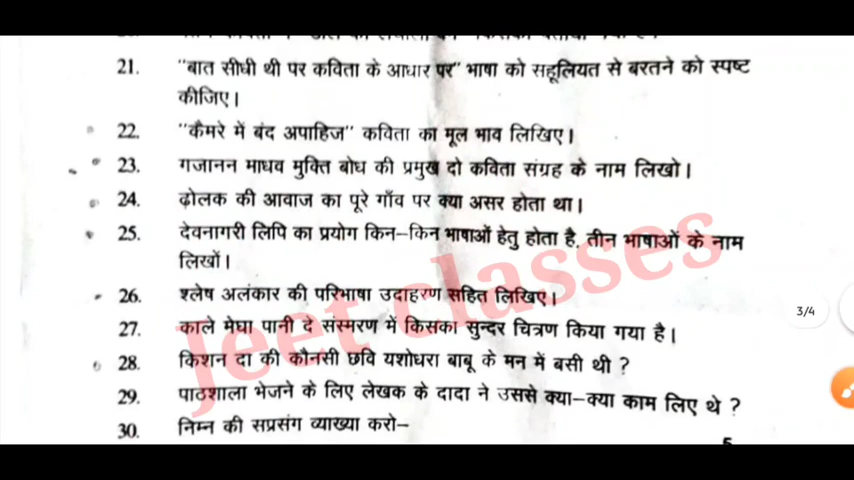 21. "बात सीधी थी पर कविता के आधार पर" भाषा को सहूलियत से बरतने को स्पष्ट
कीजिए।
22. "कैमरे में बंद अपाहिज" कविता का मूल भाव लिखिए।
23. गजानन माधव मुक्ति बोध की प्रमुख दो कविता संग्रह के नाम लिखो।
24. ढ़ोलक की आवाज का पूरे गाँव पर क्या असर होता था।
25. देवनागरी लिपि का प्रयोग किन-किन भाषाओं हेतु होता है, तीन भाषाओं के नाम
लिखों।
26. श्लेष अलंकार की परिभाषा उदाहरण सहित लिखिए।
27. काले मेघा पानी दे संस्मरण में किसका सुन्दर चित्रण किया गया है।
3/4
28. किशन दा की कौनसी छवि यशोधरा बाबू के मन में बसी थी ?
29. पाठशाला भेजने के लिए लेखक के दादा ने उससे क्या-क्या काम लिए थे ?
30. निम्न की सप्रसंग व्याख्या करो-
Jeet classes